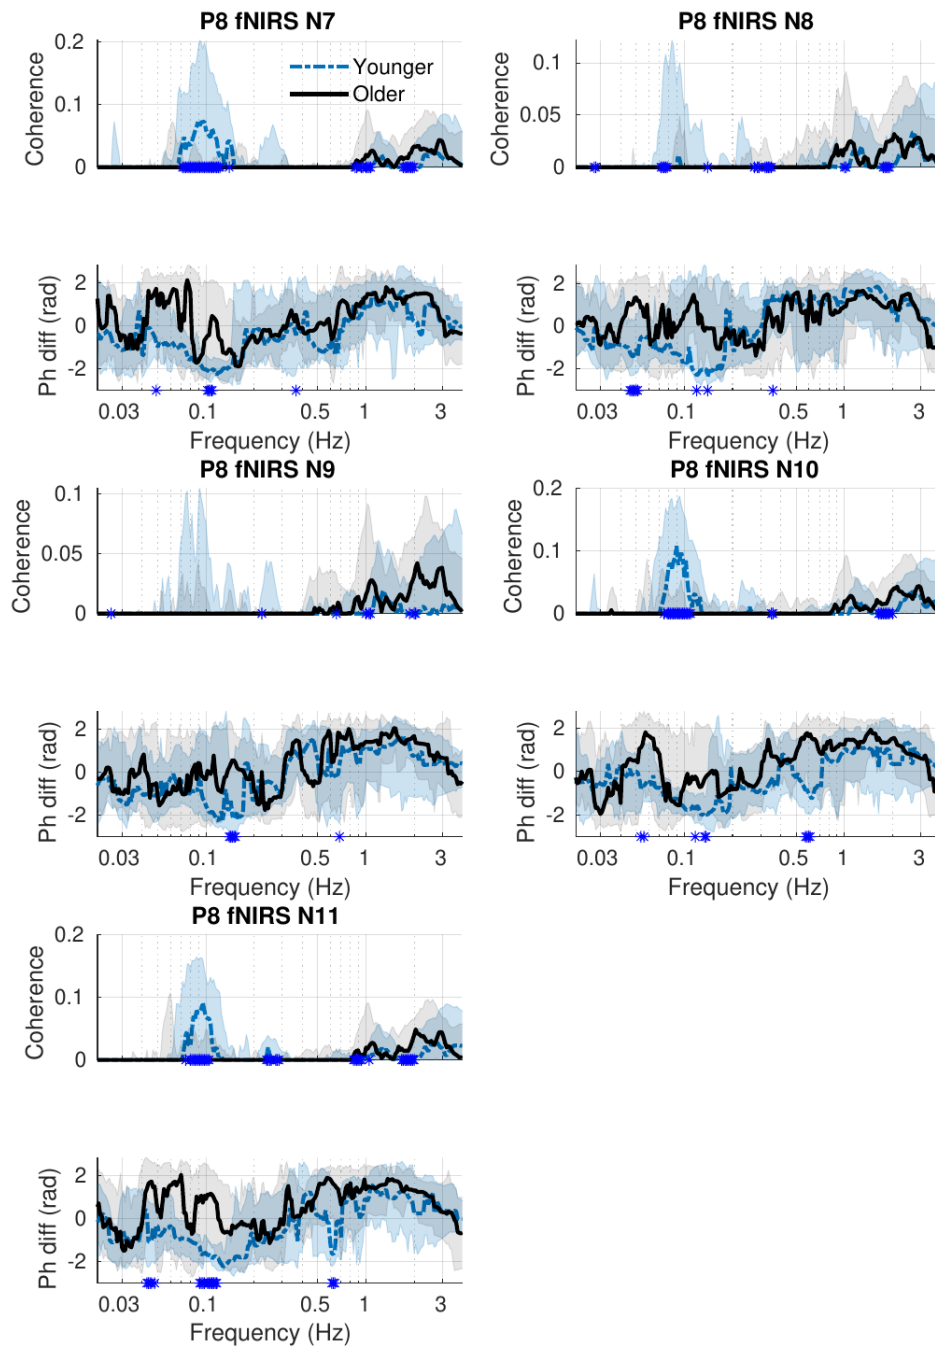 P8 fNIRS N7
Coherence
0.2
0.1
0
Younger
Older
Ph diff (rad)
2
0
-2
0.03 0.1 0.5 1 3
Frequency (Hz)
P8 fNIRS N8
Coherence
0.1
0.05
0
Ph diff (rad)
2
0
-2
0.03 0.1 0.5 1 3
Frequency (Hz)
P8 fNIRS N9
Coherence
0.1
0.05
0
Ph diff (rad)
2
0
-2
0.03 0.1 0.5 1 3
Frequency (Hz)
P8 fNIRS N10
Coherence
0.2
0.1
0
Ph diff (rad)
2
0
-2
0.03 0.1 0.5 1 3
Frequency (Hz)
P8 fNIRS N11
Coherence
0.2
0.1
0
Ph diff (rad)
2
0
-2
0.03 0.1 0.5 1 3
Frequency (Hz)